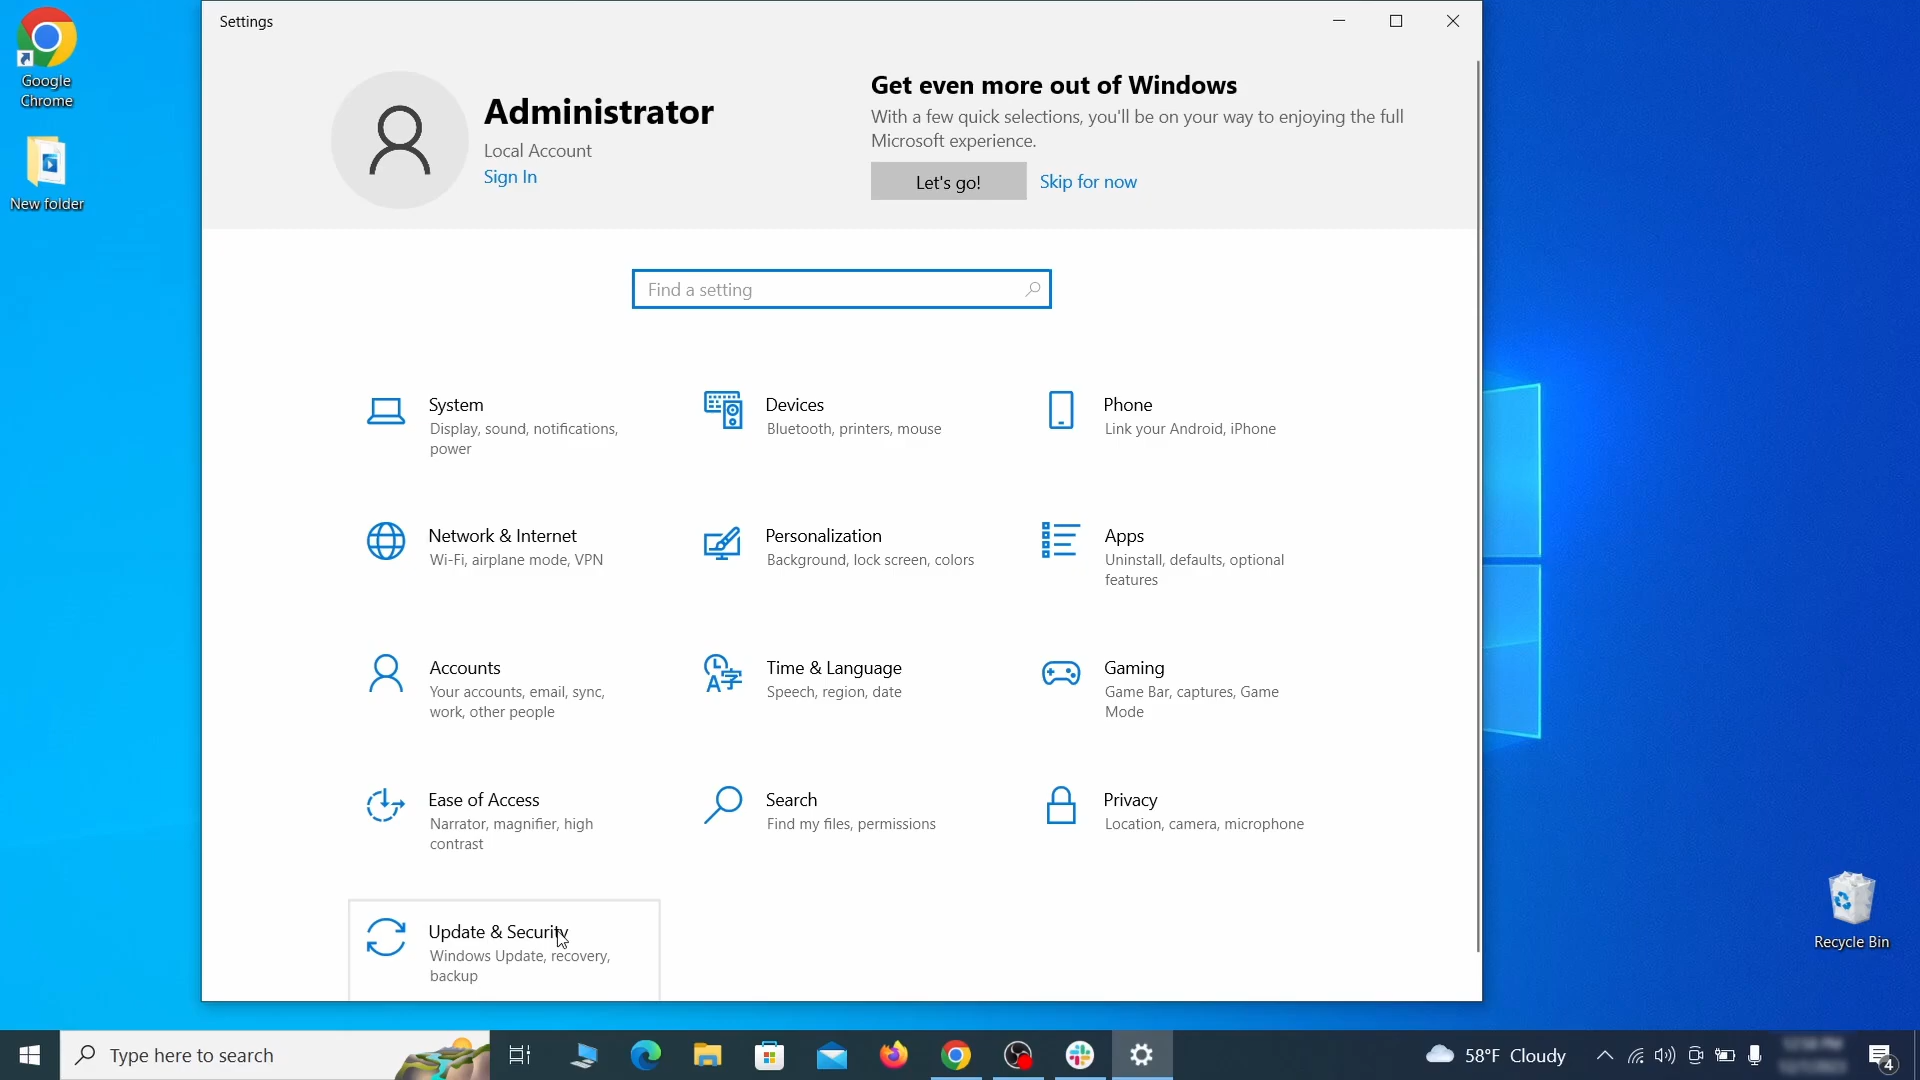 Settings
Google
Chrome
New folder
Administrator
Local Account
Sign In
Get even more out of Windows
With a few quick selections, you'll be on your way to enjoying the full
Microsoft experience.
Let's go!
Skip for now
Find a setting
System
Display, sound, notifications,
power
Devices
Bluetooth, printers, mouse
Phone
Link your Android, iPhone
Network & Internet
Wi-Fi, airplane mode, VPN
Personalization
Background, lock screen, colors
Apps
Uninstall, defaults, optional
features
Accounts
Your accounts, email, sync,
work, other people
Time & Language
Speech, region, date
Gaming
Game Bar, captures, Game
Mode
Ease of Access
Narrator, magnifier, high
contrast
Search
Find my files, permissions
Privacy
Location, camera, microphone
Update & Security
Windows Update, recovery,
backup
Recycle Bin
Type here to search
58°F Cloudy
4